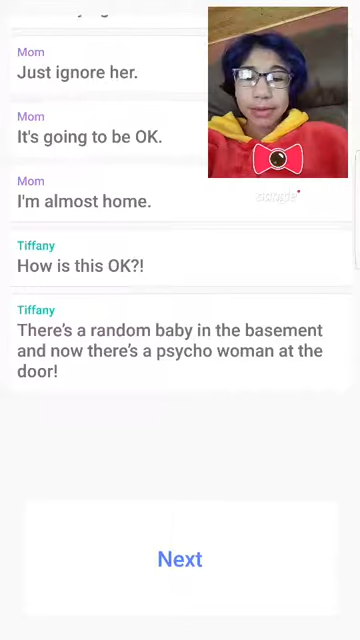 Mom
Just ignore her.
Mom
It's going to be OK.
Mom
I'm almost home.
Tiffany
How is this OK?!
Tiffany
There's a random baby in the basement
and now there's a psycho woman at the
door!
Next